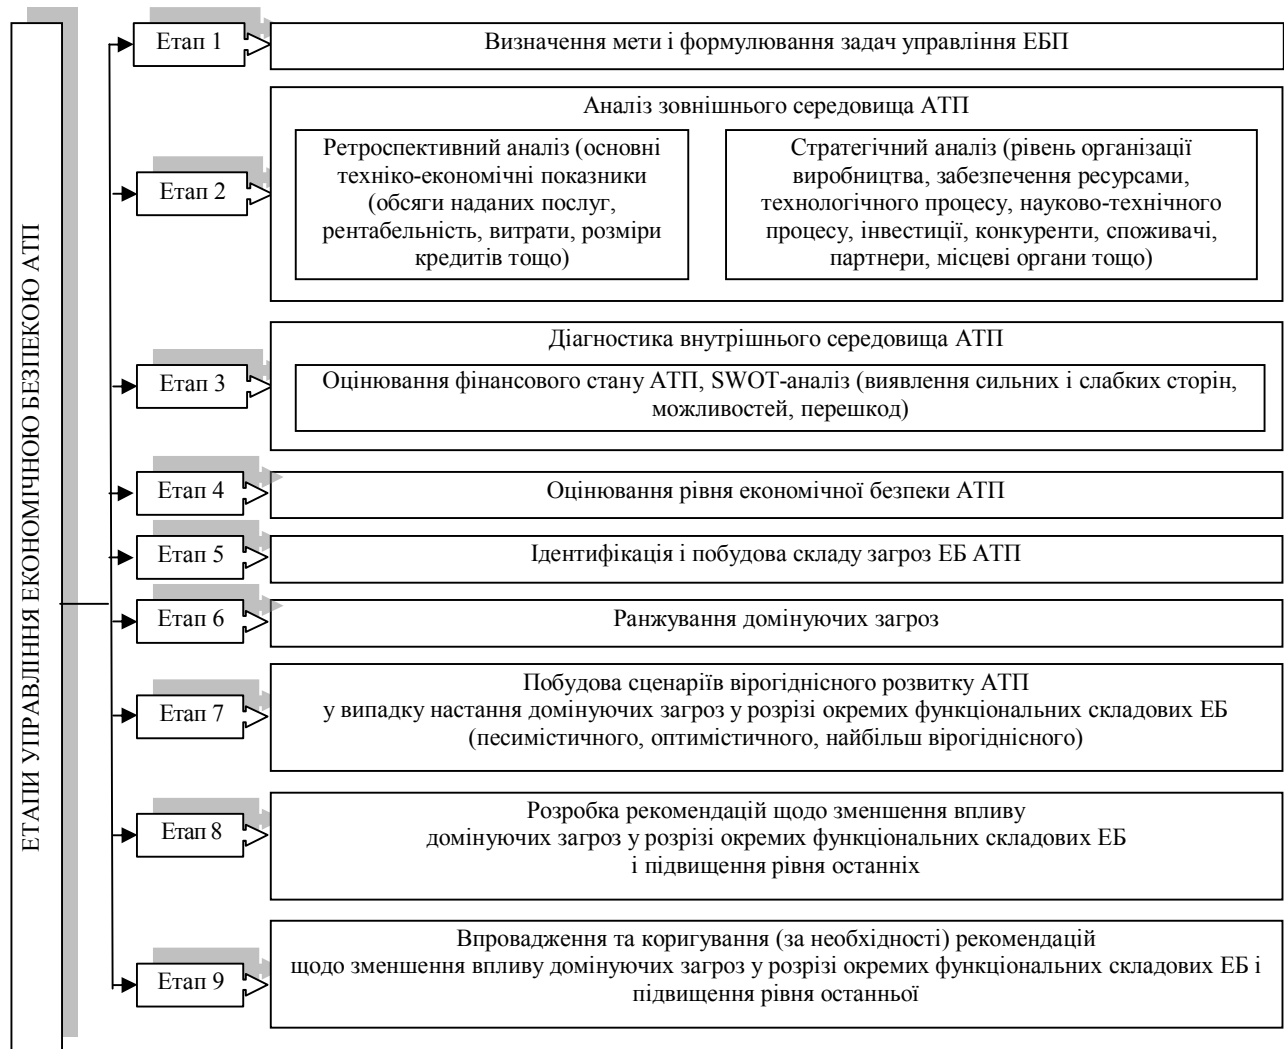 ЕТАПИ УПРАВЛІННЯ ЕКОНОМІЧНОЮ БЕЗПЕКОЮ АТП
Етап 1
Визначення мети і формулювання задач управління ЕБП
Етап 2
Аналіз зовнішнього середовища АТП
Ретроспективний аналіз (основні
техніко-економічні показники
(обсяги наданих послуг,
рентабельність, витрати, розміри
кредитів тощо)
Стратегічний аналіз (рівень організації
виробництва, забезпечення ресурсами,
технологічного процесу, науково-технічного
процесу, інвестиції, конкуренти, споживачі,
партнери, місцеві органи тощо)
Етап 3
Діагностика внутрішнього середовища АТП
Оцінювання фінансового стану АТП, SWOT-аналіз (виявлення сильних і слабких сторін,
можливостей, перешкод)
Етап 4
Оцінювання рівня економічної безпеки АТП
Етап 5
Ідентифікація і побудова складу загроз ЕБ АТП
Етап 6
Ранжування домінуючих загроз
Етап 7
Побудова сценаріїв вірогіднісного розвитку АТП
у випадку настання домінуючих загроз у розрізі окремих функціональних складових ЕБ
(песимістичного, оптимістичного, найбільш вірогіднісного)
Етап 8
Розробка рекомендацій щодо зменшення впливу
домінуючих загроз у розрізі окремих функціональних складових ЕБ
і підвищення рівня останніх
Етап 9
Впровадження та коригування (за необхідності) рекомендацій
щодо зменшення впливу домінуючих загроз у розрізі окремих функціональних складових ЕБ і
підвищення рівня останньої